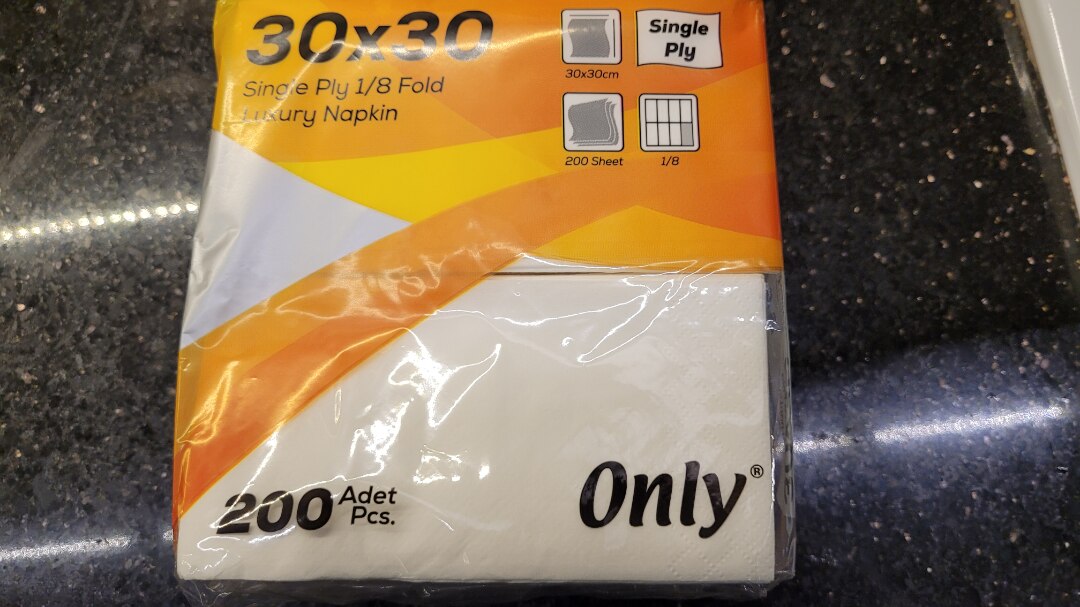 30x30
Single Ply 1/8 Fold
Luxury Napkin
30x30cm
Single
Ply
200 Sheet
1/8
200 Adet
Pcs.
Only®